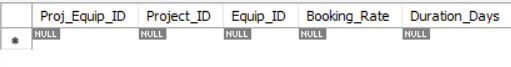 Proj_Equip_ID Project_ID Equip_ID Booking_Rate Duration_Days
NULL NULL NULL NULL NULL